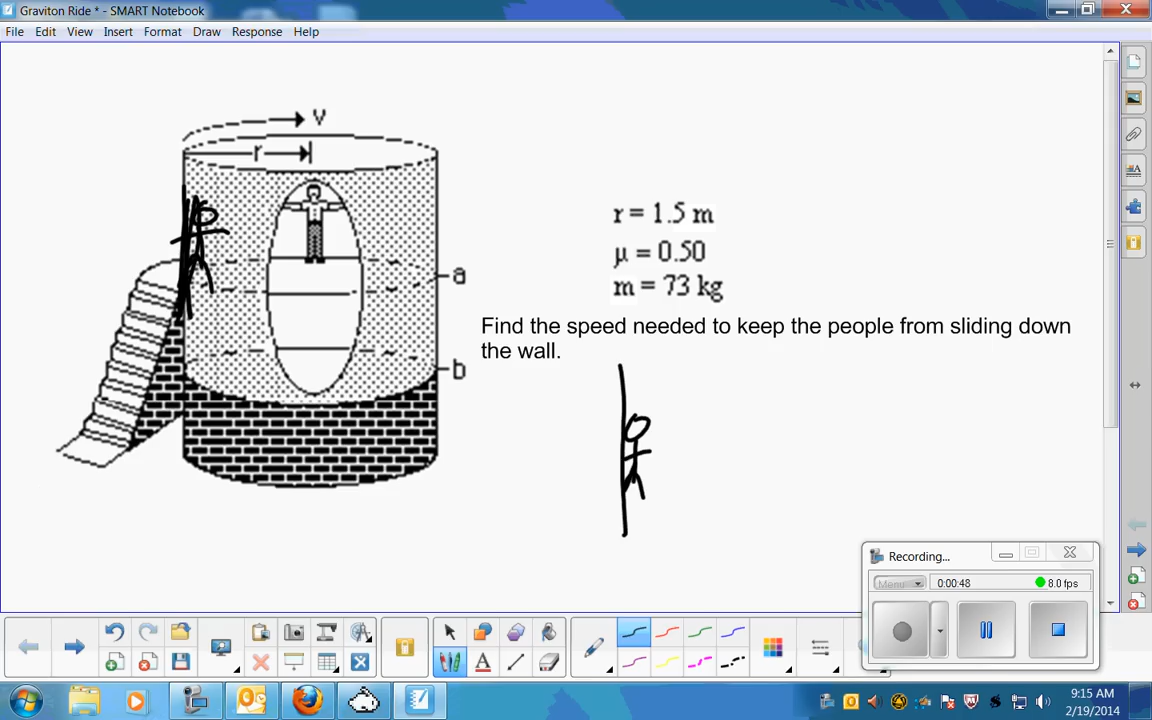 Graviton Ride * - SMART Notebook
File Edit View Insert Format Draw Response Help
v
r
a
b
r = 1.5 m
μ = 0.50
m = 73 kg
Find the speed needed to keep the people from sliding down
the wall.
Recording...
Menu 0:00:48 8.0 fps
9:15 AM
2/19/2014